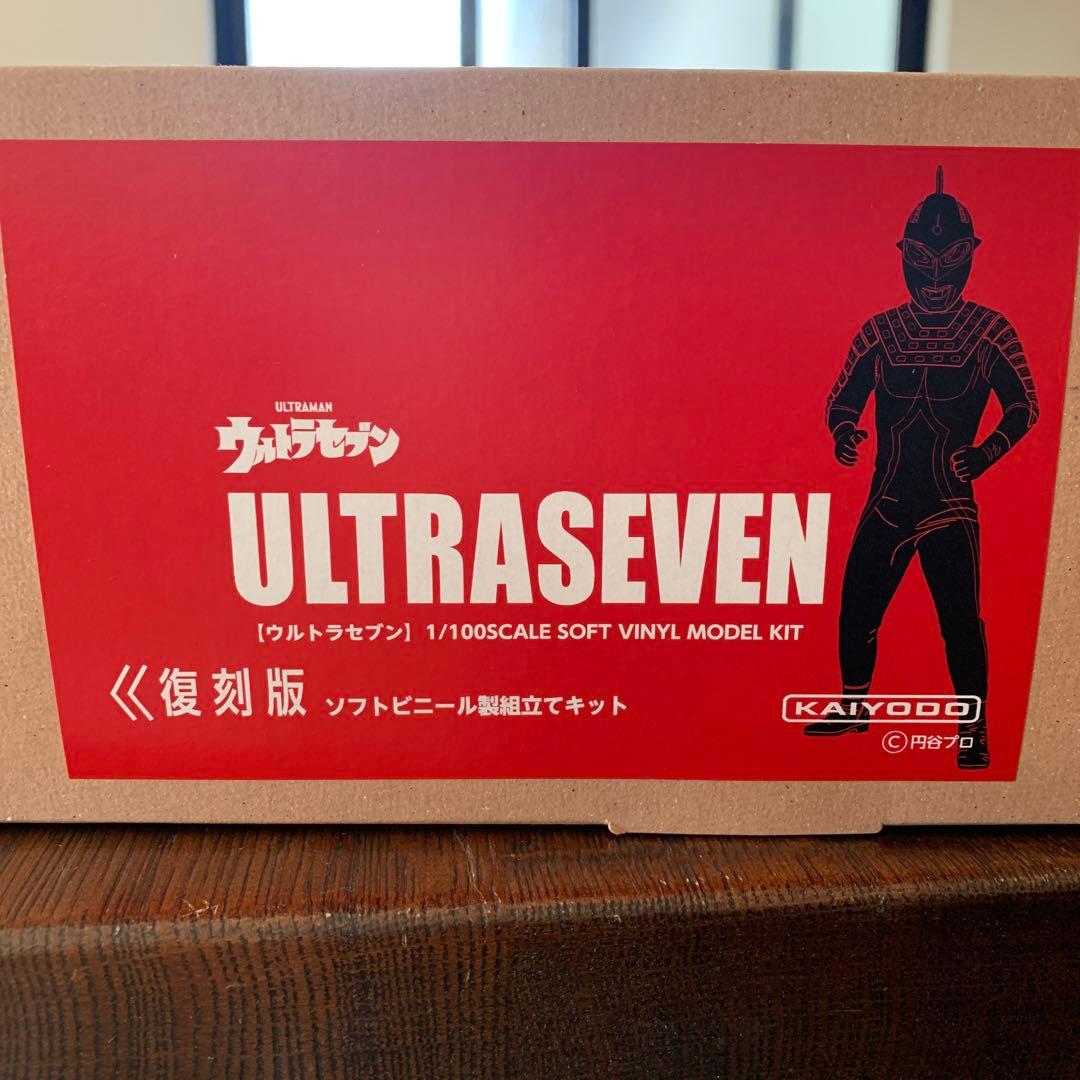 ULTRAMAN
ウルトラセブン
ULTRASEVEN
【ウルトラセブン】 1/100SCALE SOFT VINYL MODEL KIT
《復刻版 ソフトビニール製組立てキット
KAIYODO
©円谷プロ